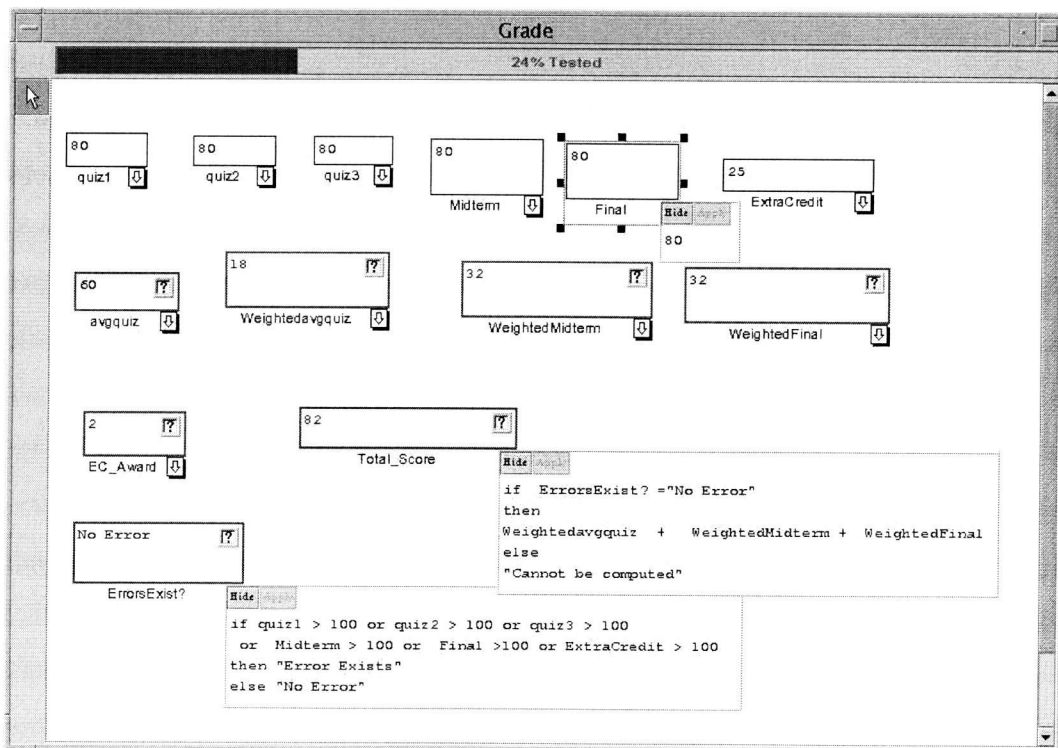 Grade
24% Tested
80
80
80
80
80
25
quiz1
quiz2
quiz3
Midterm
Final
ExtraCredit
Hide Apply
80
60 ?
18 ?
32 ?
32 ?
avgquiz
Weightedavgquiz
WeightedMidterm
WeightedFinal
2 ?
82 ?
EC_Award
Total_Score
Hide Apply
if ErrorsExist? ="No Error"
then
Weightedavgquiz + WeightedMidterm + WeightedFinal
else
"Cannot be computed"
No Error ?
ErrorsExist?
Hide Apply
if quiz1 > 100 or quiz2 > 100 or quiz3 > 100
or Midterm > 100 or Final >100 or ExtraCredit > 100
then "Error Exists"
else "No Error"